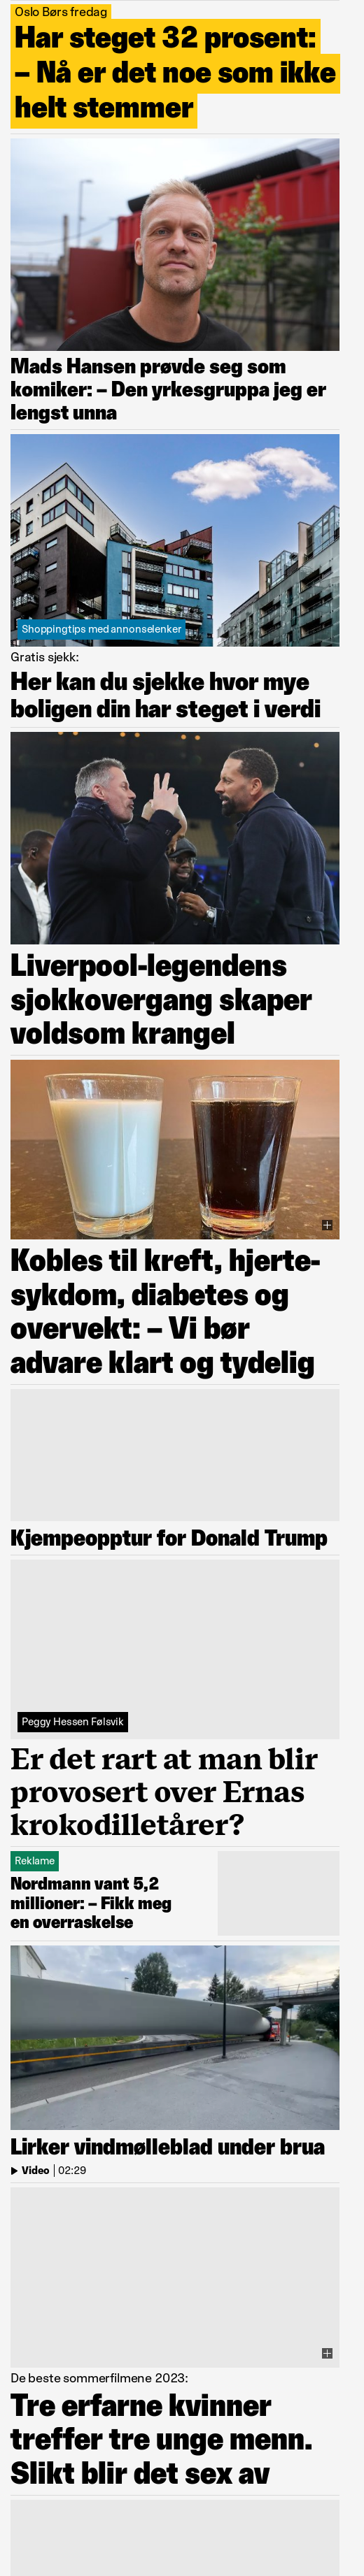 Oslo Børs fredag
Har steget 32 prosent:
– Nå er det noe som ikke
helt stemmer
Mads Hansen prøvde seg som
komiker: – Den yrkesgruppa jeg er
lengst unna
Shoppingtips med annonselenker
Gratis sjekk:
Her kan du sjekke hvor mye
boligen din har steget i verdi
Liverpool-legendens
sjokkovergang skaper
voldsom krangel
Kobles til kreft, hjerte-
sykdom, diabetes og
overvekt: – Vi bør
advare klart og tydelig
Kjempeopptur for Donald Trump
Peggy Hessen Følsvik
Er det rart at man blir
provosert over Ernas
krokodilletårer?
Reklame
Nordmann vant 5,2
millioner: – Fikk meg
en overraskelse
Lirker vindmølleblad under brua
Video | 02:29
De beste sommerfilmene 2023:
Tre erfarne kvinner
treffer tre unge menn.
Slikt blir det sex av